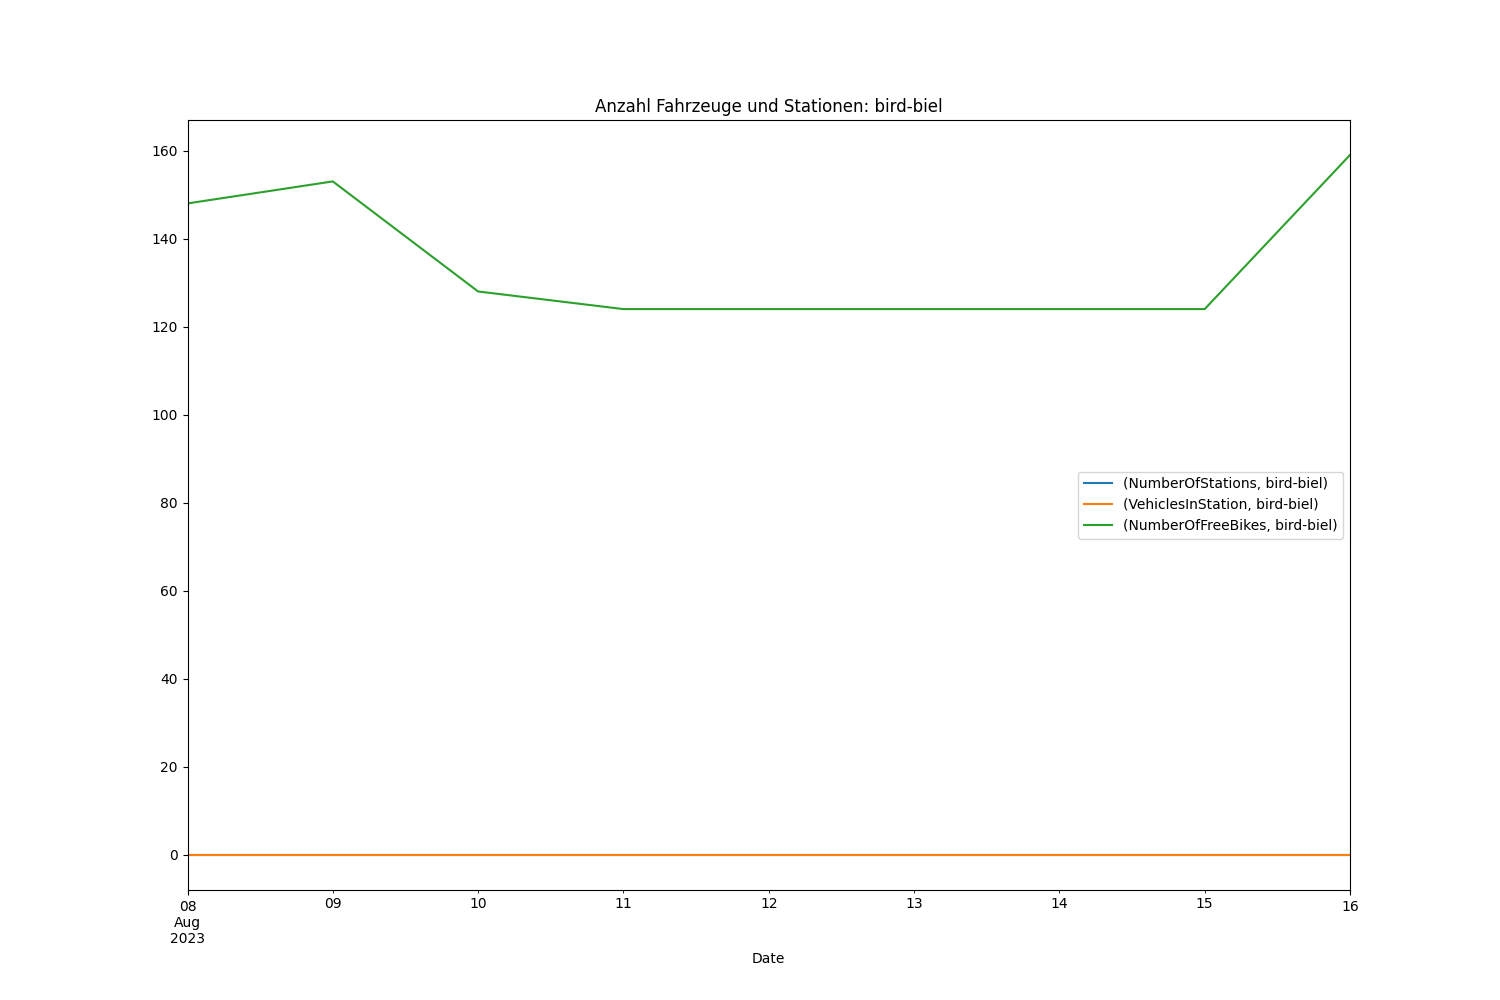 Anzahl Fahrzeuge und Stationen: bird-biel
160
140
120
100
80
60
40
20
0
(NumberOfStations, bird-biel)
(VehiclesInStation, bird-biel)
(NumberOfFreeBikes, bird-biel)
08 09 10 11 12 13 14 15 16
Aug
2023
Date